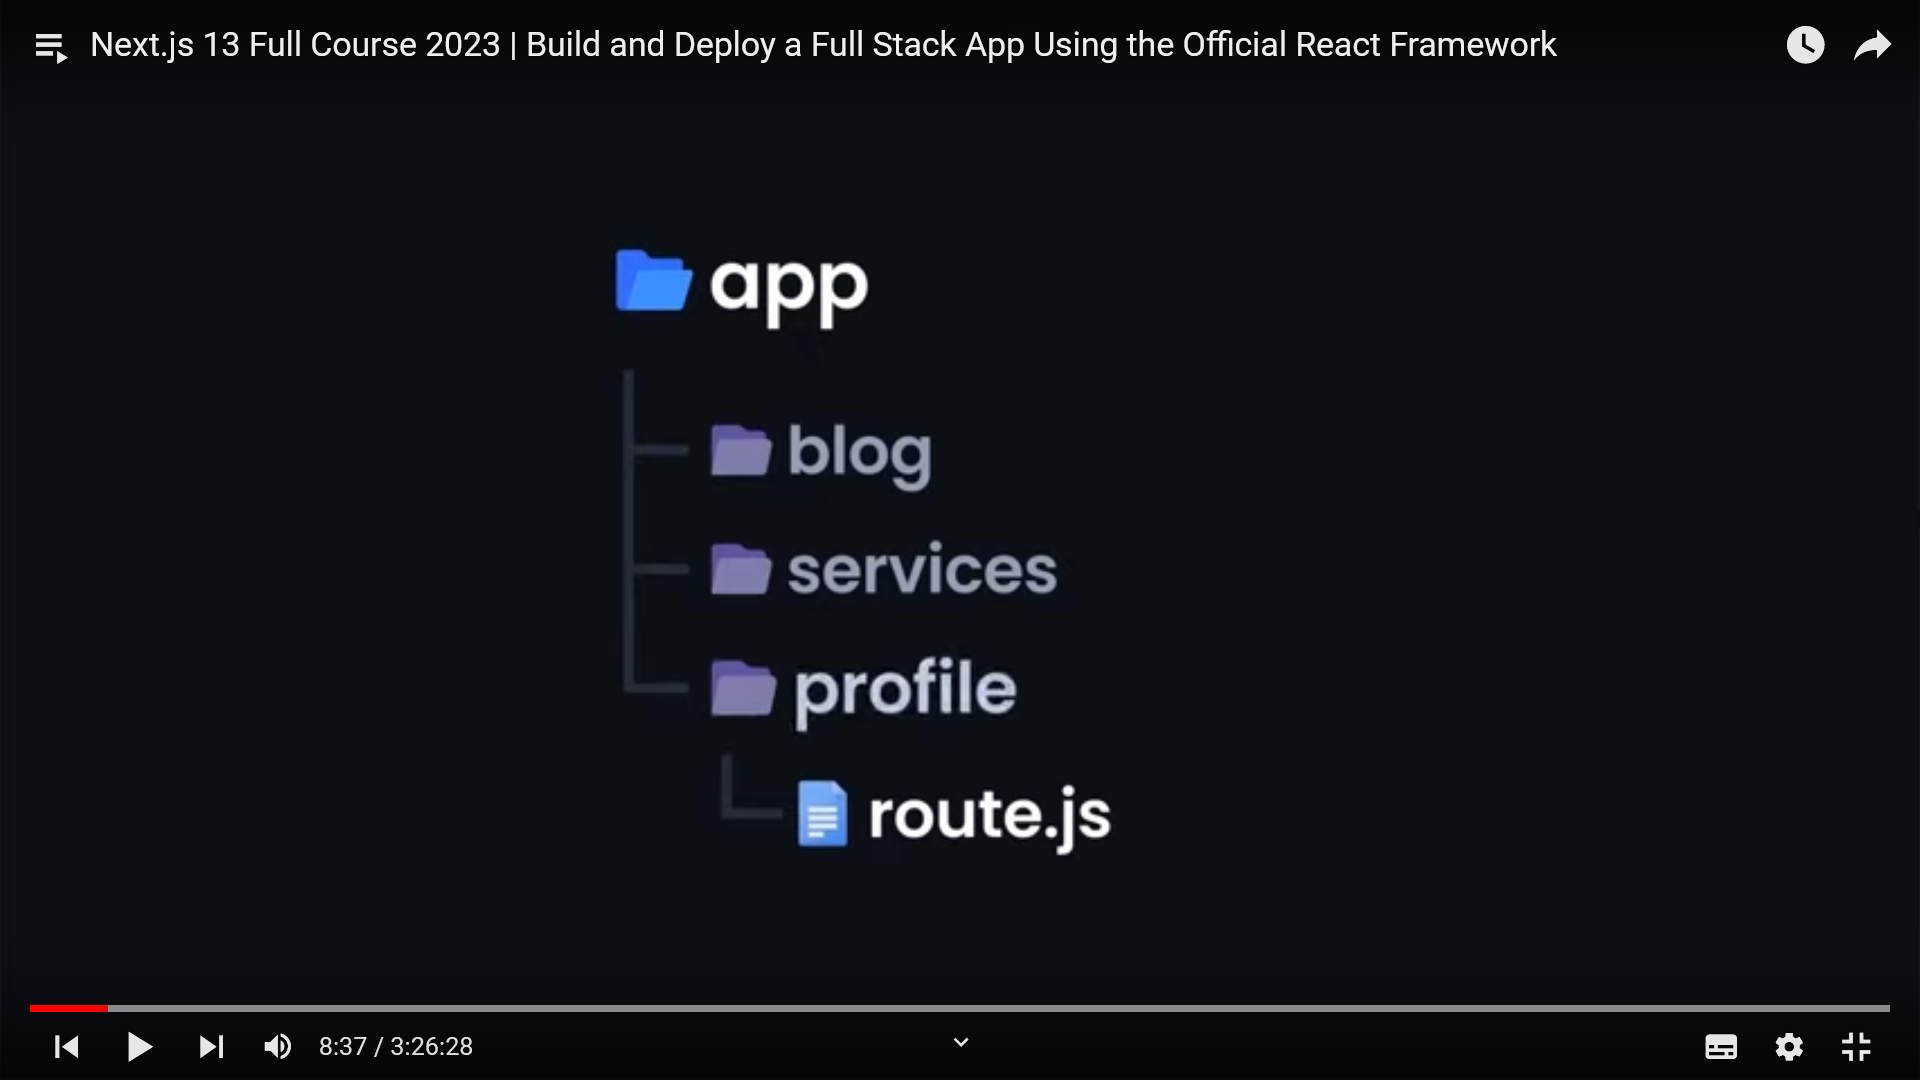 Next.js 13 Full Course 2023 | Build and Deploy a Full Stack App Using the Official React Framework
app
blog
services
profile
route.js
8:37 / 3:26:28